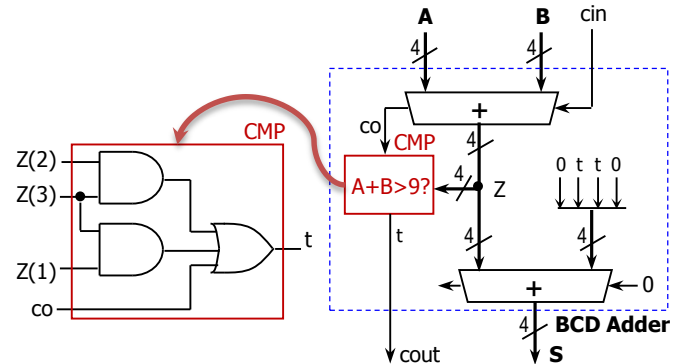 A B cin
4 4
+
co
CMP CMP
4
Z(2)
Z(3)
A+B>9?
4
Z
0 t t 0
t
t
4 4
Z(1)
co
+
0
4
BCD Adder
cout
S